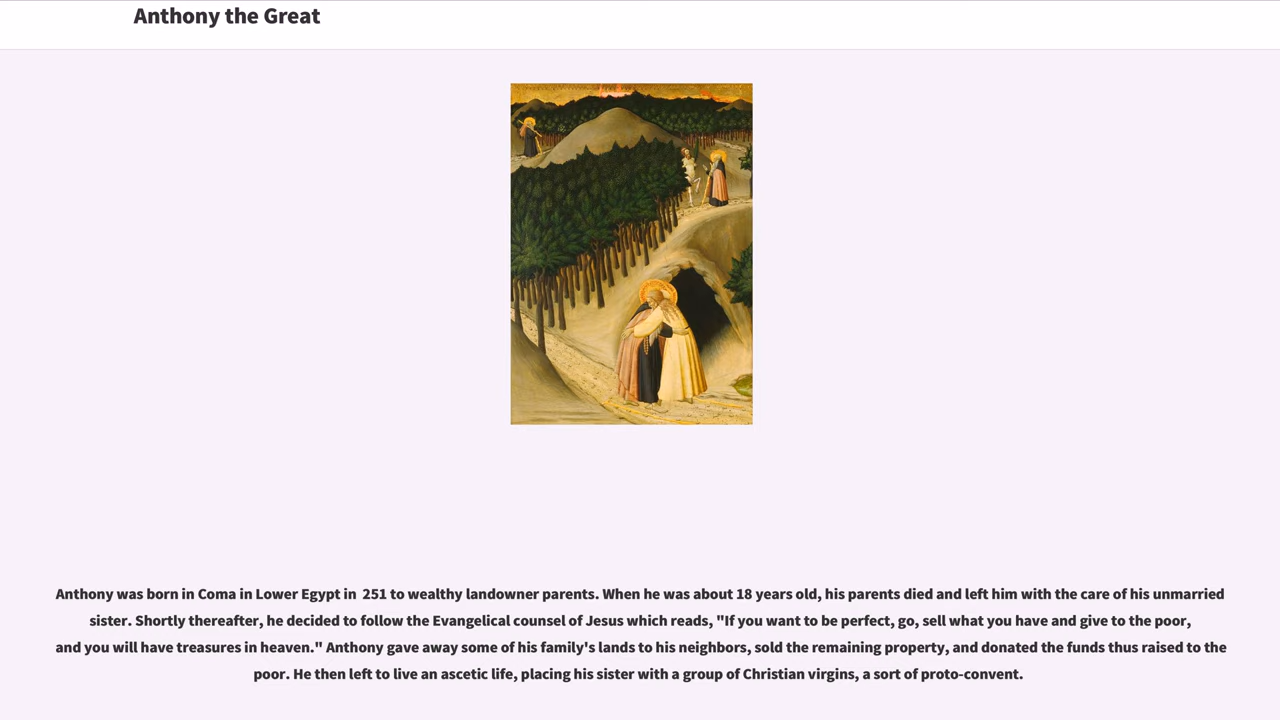 Anthony the Great
Anthony was born in Coma in Lower Egypt in  251 to wealthy landowner parents. When he was about 18 years old, his parents died and left him with the care of his unmarried
sister. Shortly thereafter, he decided to follow the Evangelical counsel of Jesus which reads, "If you want to be perfect, go, sell what you have and give to the poor,
and you will have treasures in heaven." Anthony gave away some of his family's lands to his neighbors, sold the remaining property, and donated the funds thus raised to the
poor. He then left to live an ascetic life, placing his sister with a group of Christian virgins, a sort of proto-convent.